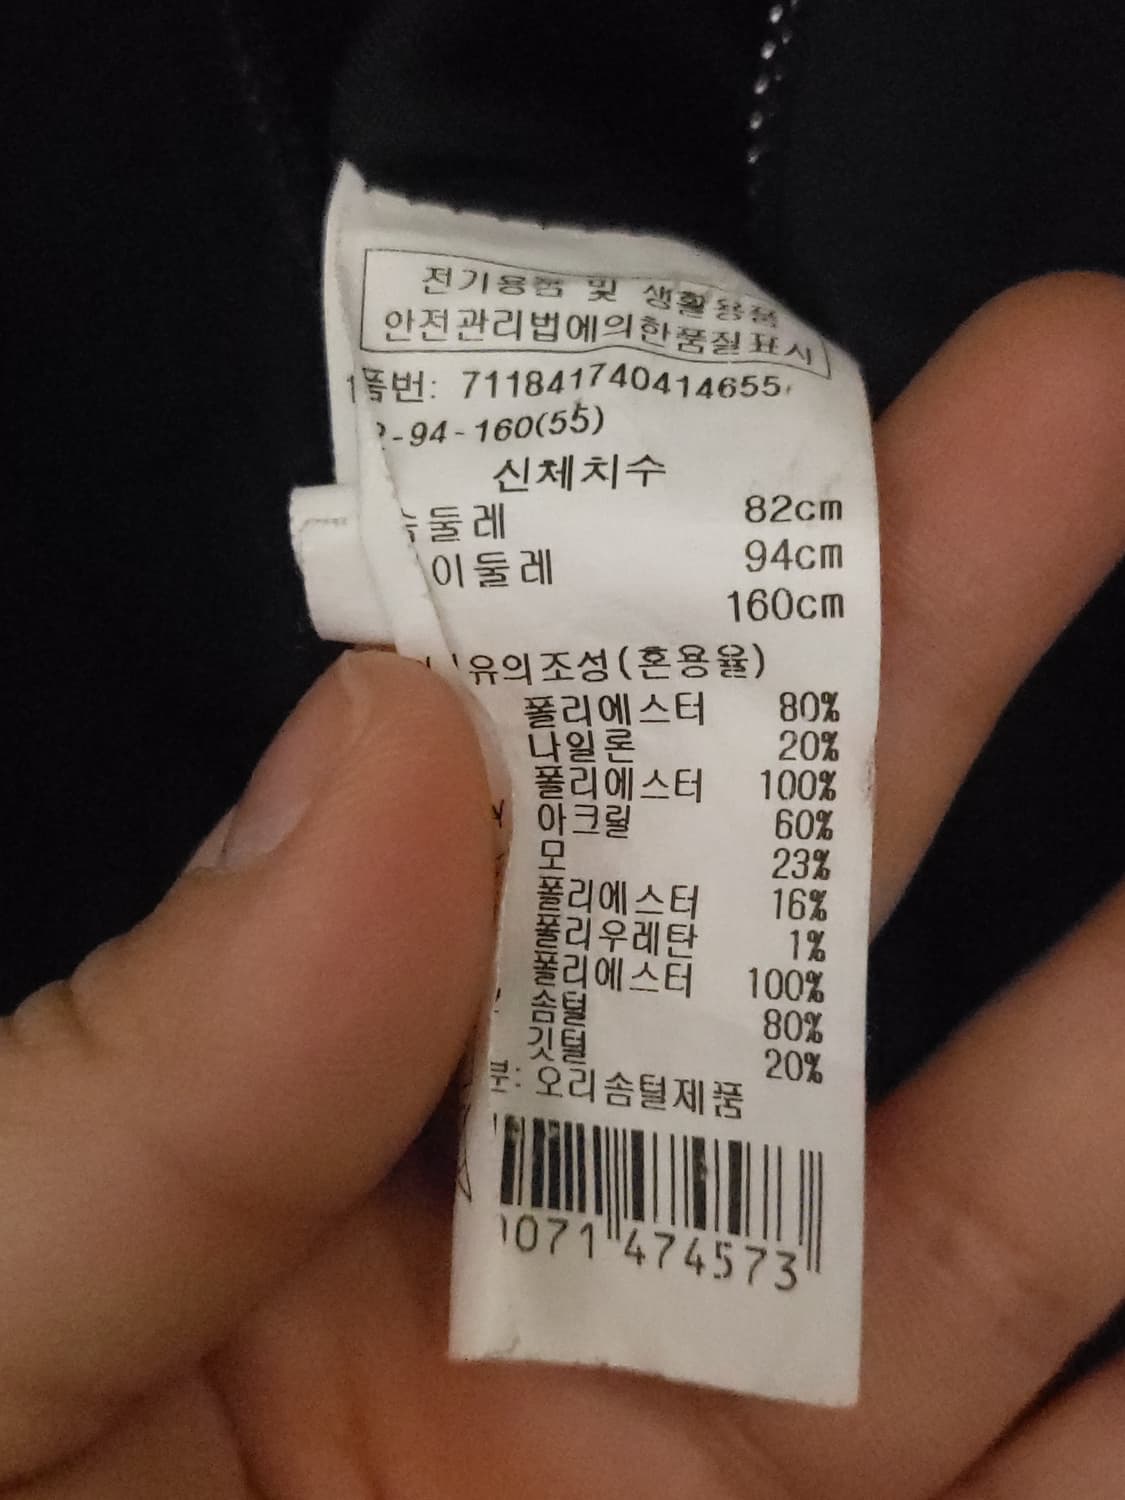 전기용품 및 생활용품
안전관리법에의한품질표시
품번: 711841740414655
-94-160(55)
신체치수
둘레 82cm
이둘레 94cm
160cm
유의조성(혼용율)
폴리에스터 80%
나일론 20%
폴리에스터 100%
아크릴 60%
모 23%
폴리에스터 16%
폴리우레탄 1%
폴리에스터 100%
솜털 80%
깃털 20%
부: 오리솜털제품
071 474573